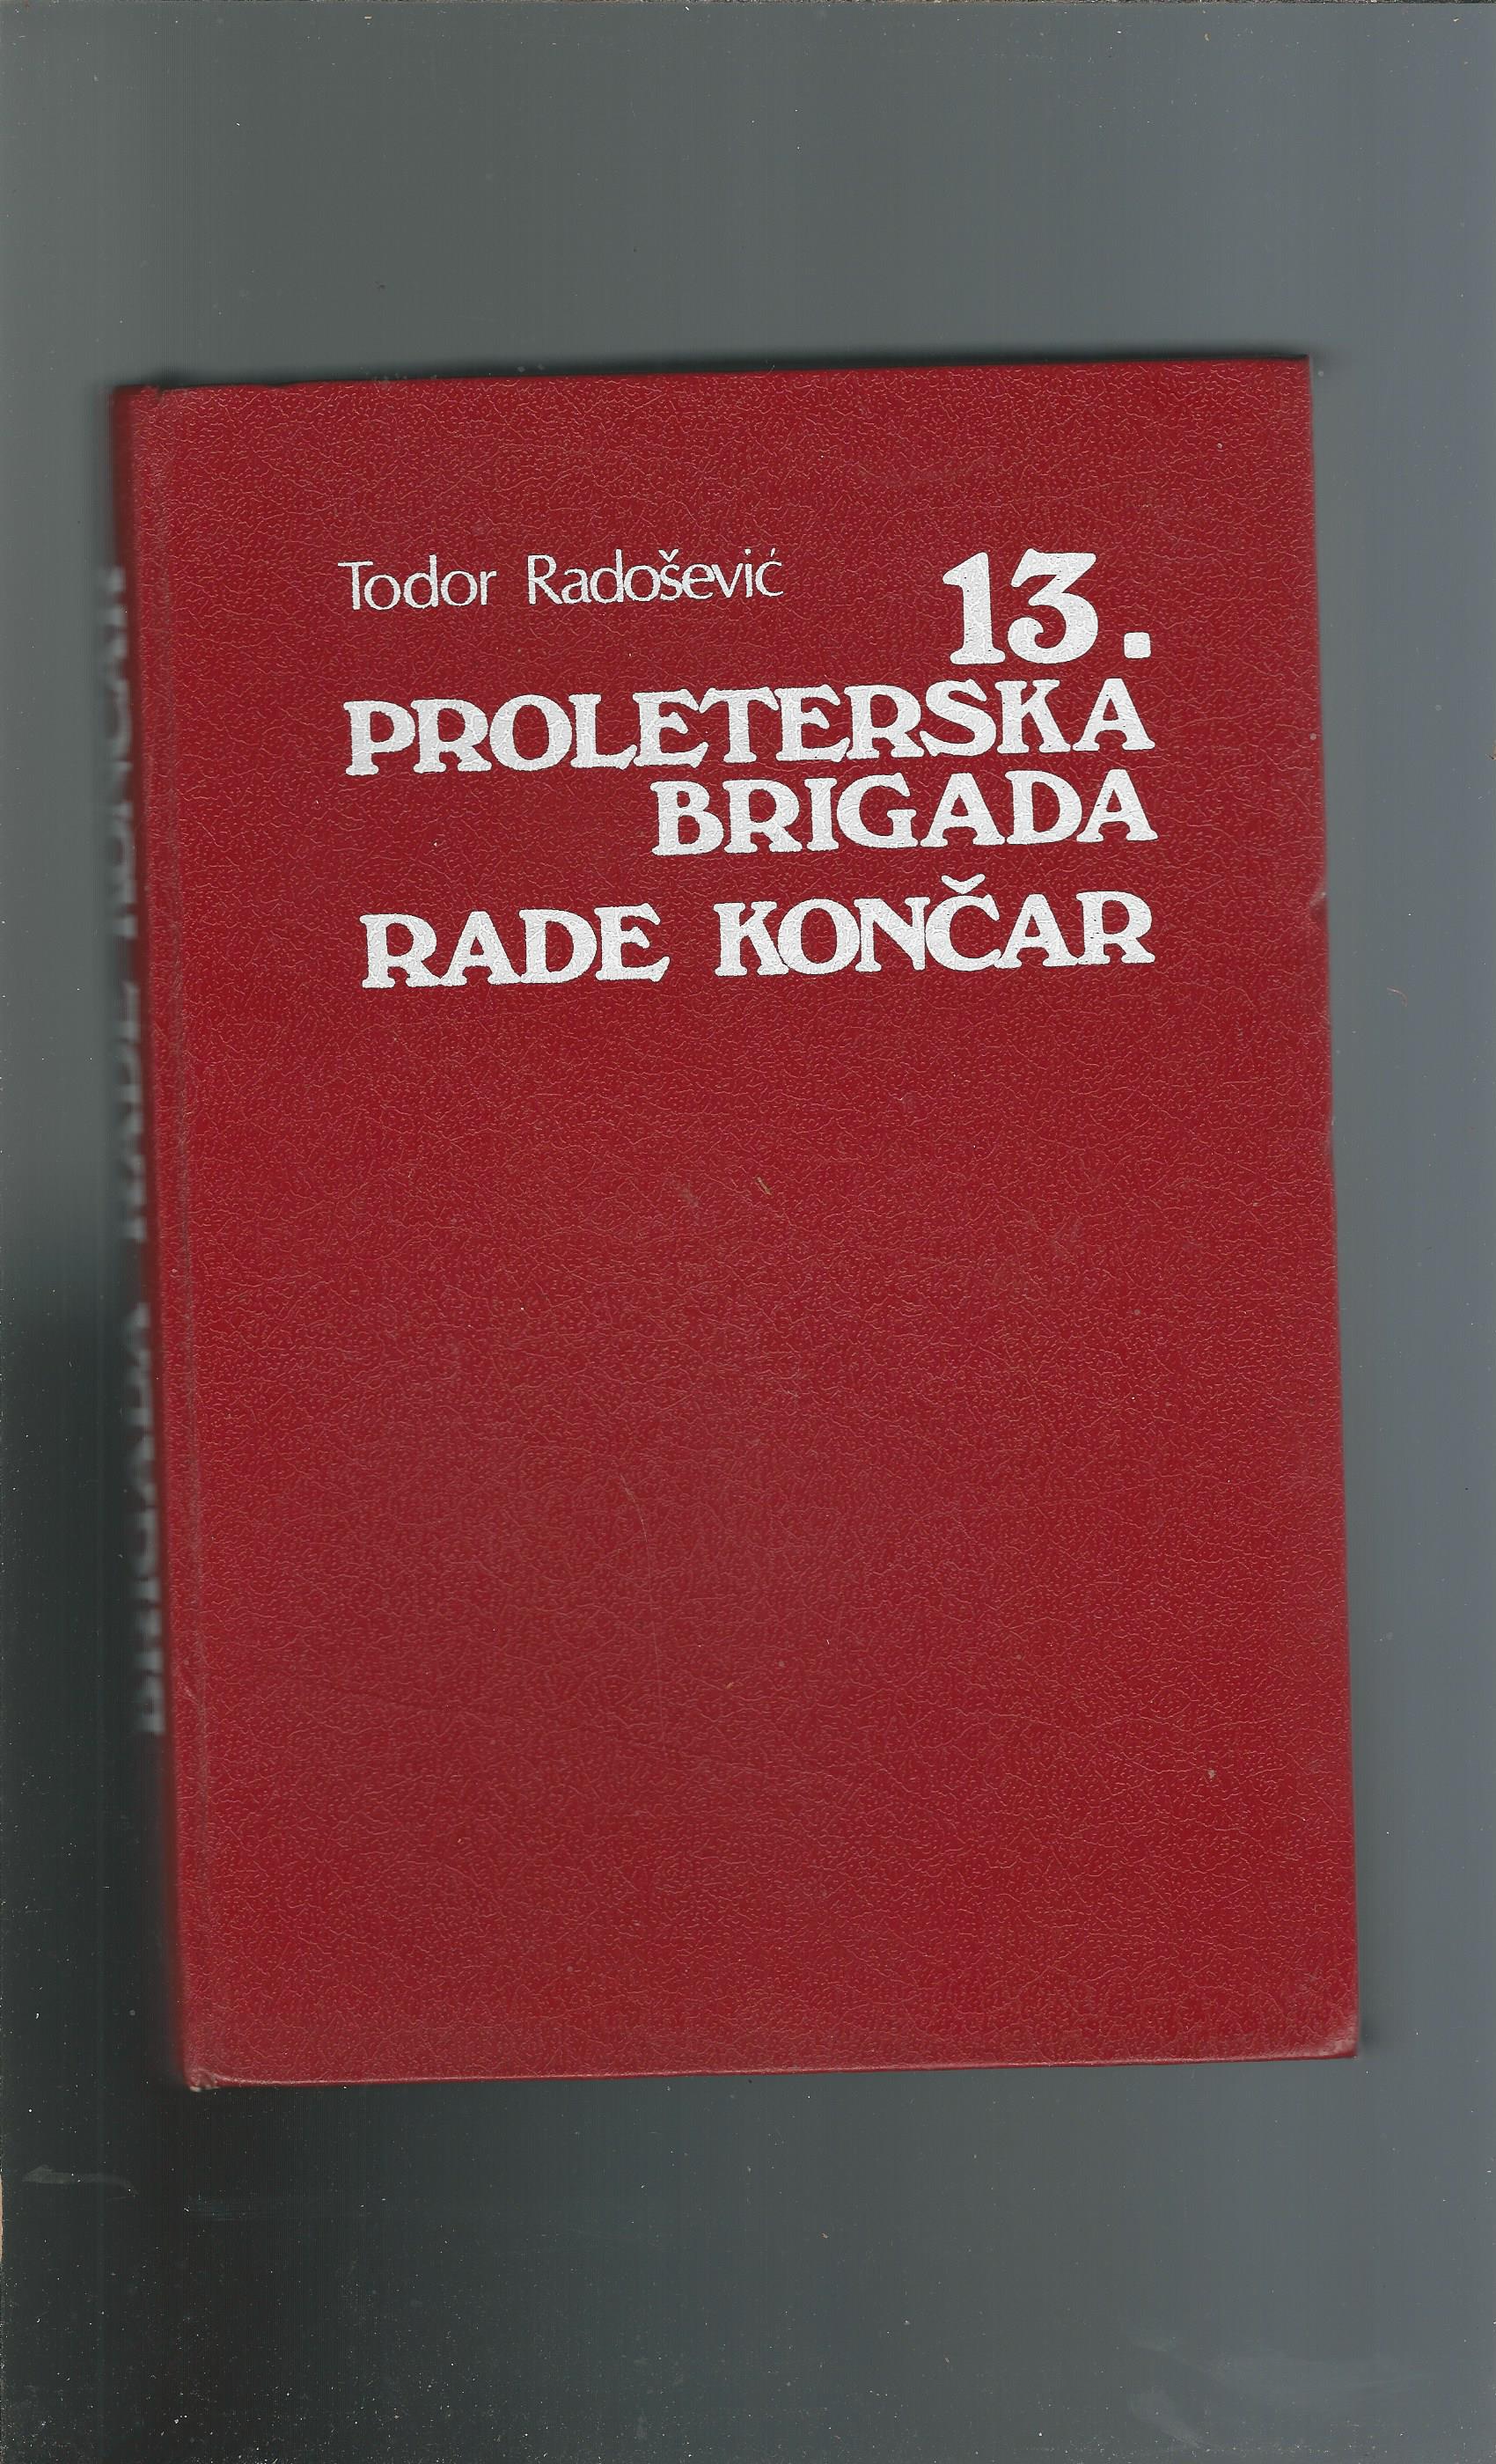 Todor Radošević
13.
PROLETERSKA
BRIGADA
RADE KONČAR